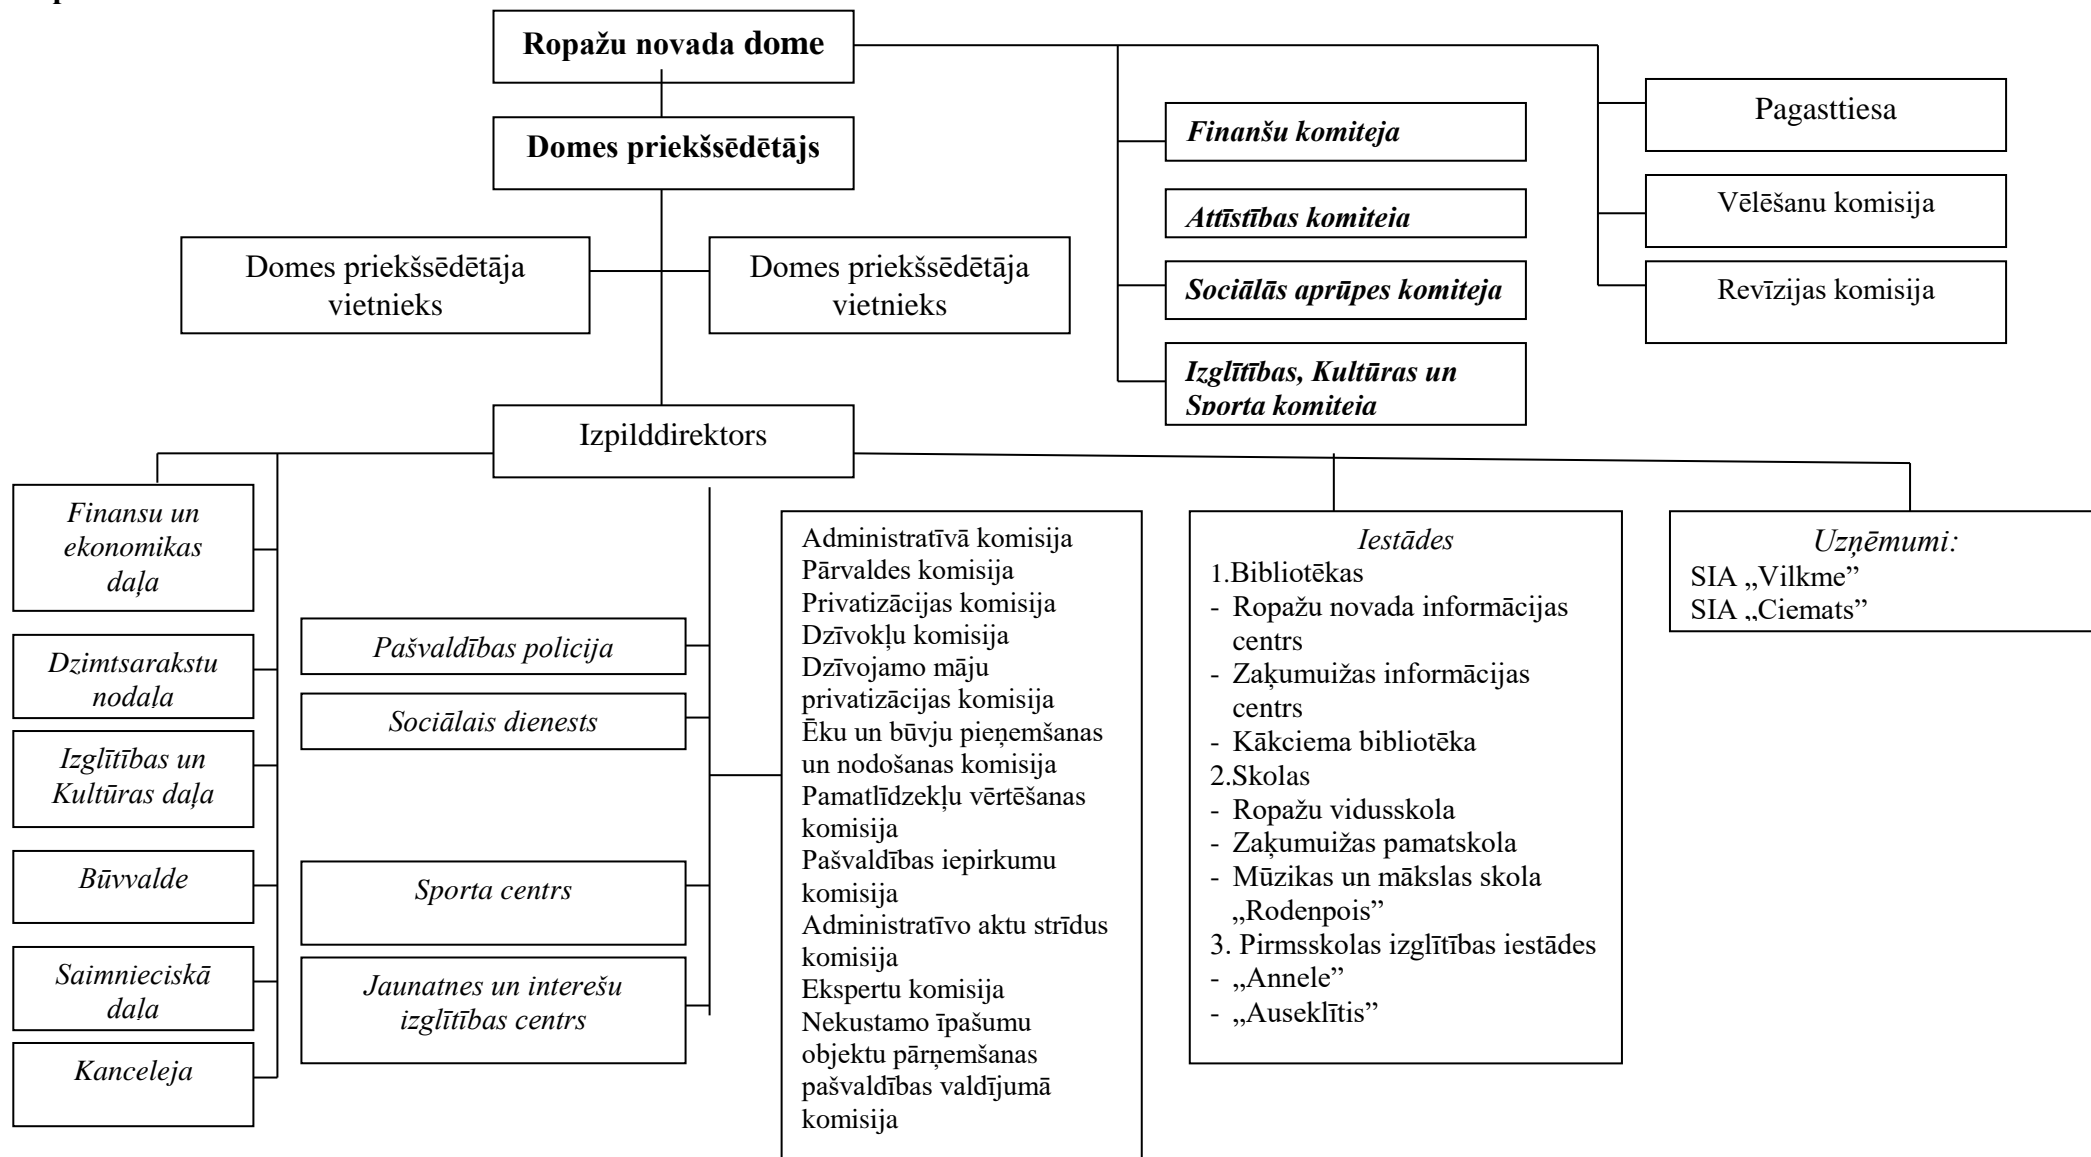 Ropažu novada dome
Domes priekšsēdētājs
Domes priekšsēdētāja
vietnieks
Domes priekšsēdētāja
vietnieks
Finanšu komiteja
Attīstības komiteja
Sociālās aprūpes komiteja
Izglītības, Kultūras un
Sporta komiteja
Pagasttiesa
Vēlēšanu komisija
Revīzijas komisija
Izpilddirektors
Finansu un
ekonomikas
daļa
Dzimtsarakstu
nodaļa
Izglītības un
Kultūras daļa
Būvvalde
Saimnieciskā
daļa
Kanceleja
Pašvaldības policija
Sociālais dienests
Sporta centrs
Jaunatnes un interešu
izglītības centrs
Administratīvā komisija
Pārvaldes komisija
Privatizācijas komisija
Dzīvokļu komisija
Dzīvojamo māju
privatizācijas komisija
Ēku un būvju pieņemšanas
un nodošanas komisija
Pamatlīdzekļu vērtēšanas
komisija
Pašvaldības iepirkumu
komisija
Administratīvo aktu strīdus
komisija
Ekspertu komisija
Nekustamo īpašumu
objektu pārņemšanas
pašvaldības valdījumā
komisija
Iestādes
1.Bibliotēkas
- Ropažu novada informācijas
centrs
- Zaķumuižas informācijas
centrs
- Kākciema bibliotēka
2.Skolas
- Ropažu vidusskola
- Zaķumuižas pamatskola
- Mūzikas un mākslas skola
„Rodenpois”
3. Pirmsskolas izglītības iestādes
- „Annele”
- „Auseklītis”
Uzņēmumi:
SIA „Vilkme”
SIA „Ciemats”